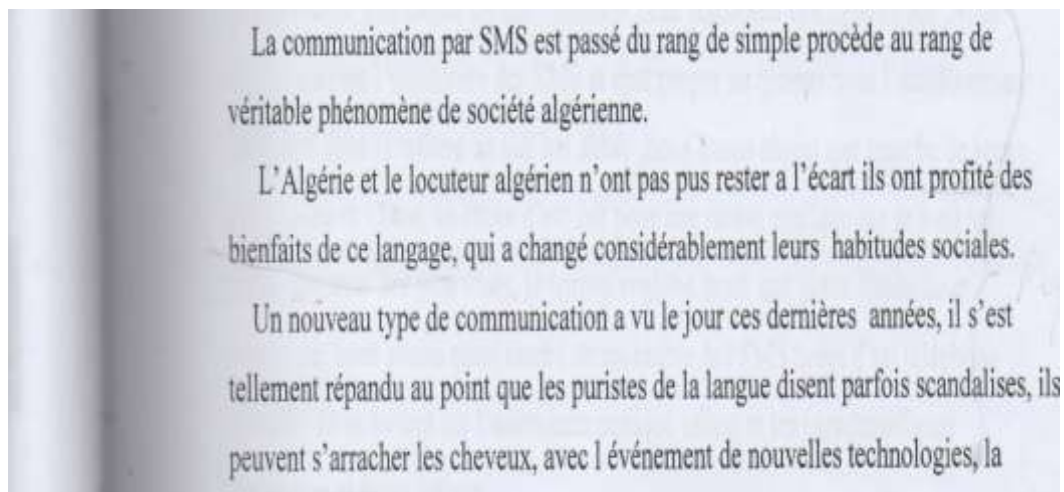 La communication par SMS est passé du rang de simple procède au rang de
véritable phénomène de société algérienne.
L'Algérie et le locuteur algérien n'ont pas pus rester a l'écart ils ont profité des
bienfaits de ce langage, qui a changé considérablement leurs habitudes sociales.
Un nouveau type de communication a vu le jour ces dernières années, il s'est
tellement répandu au point que les puristes de la langue disent parfois scandalises, ils
peuvent s'arracher les cheveux, avec l événement de nouvelles technologies, la